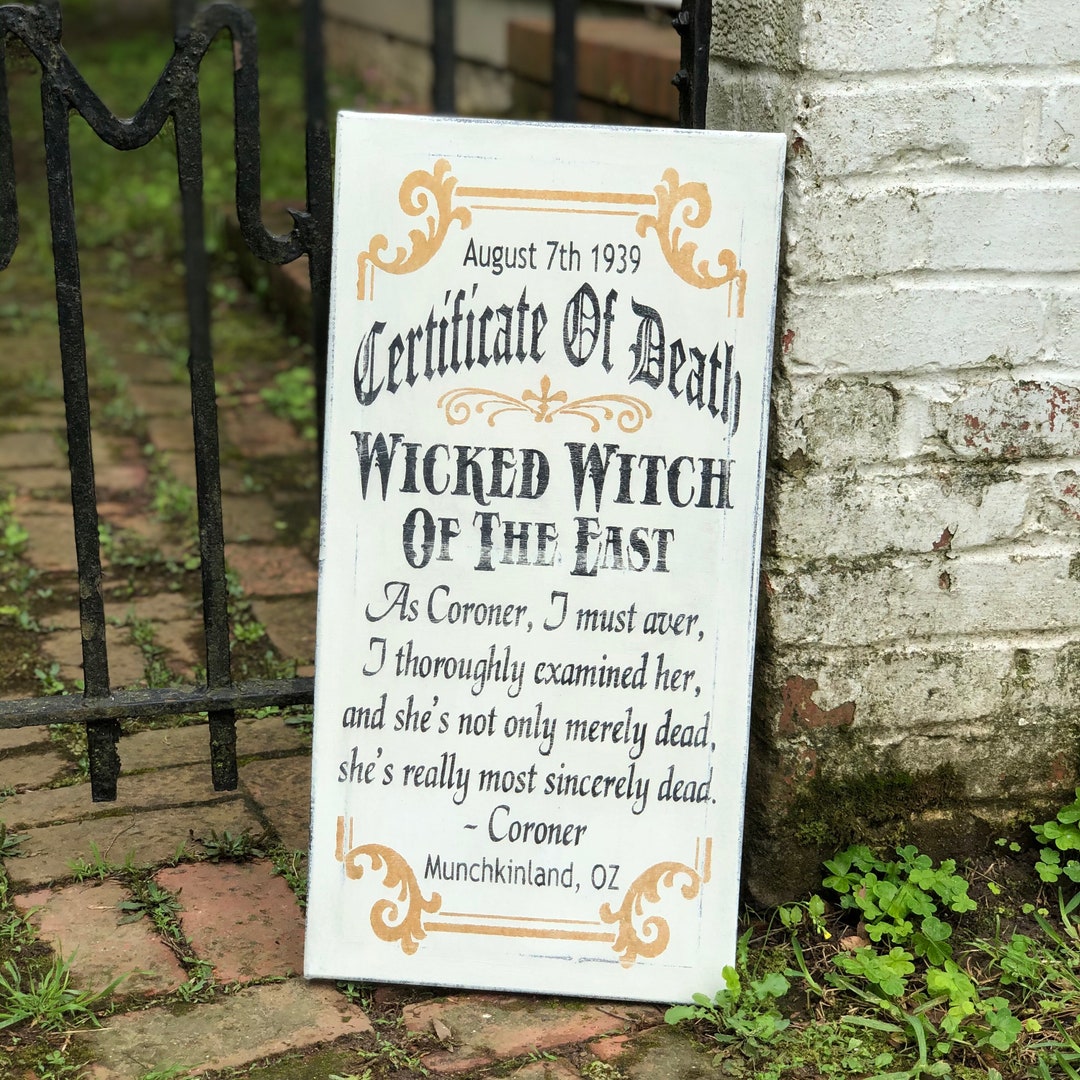 August 7th 1939
Certificate Of Death
Wicked Witch
Of The East
As Coroner, I must aver,
I thoroughly examined her,
and she's not only merely dead,
she's really most sincerely dead.
~ Coroner
Munchkinland, OZ